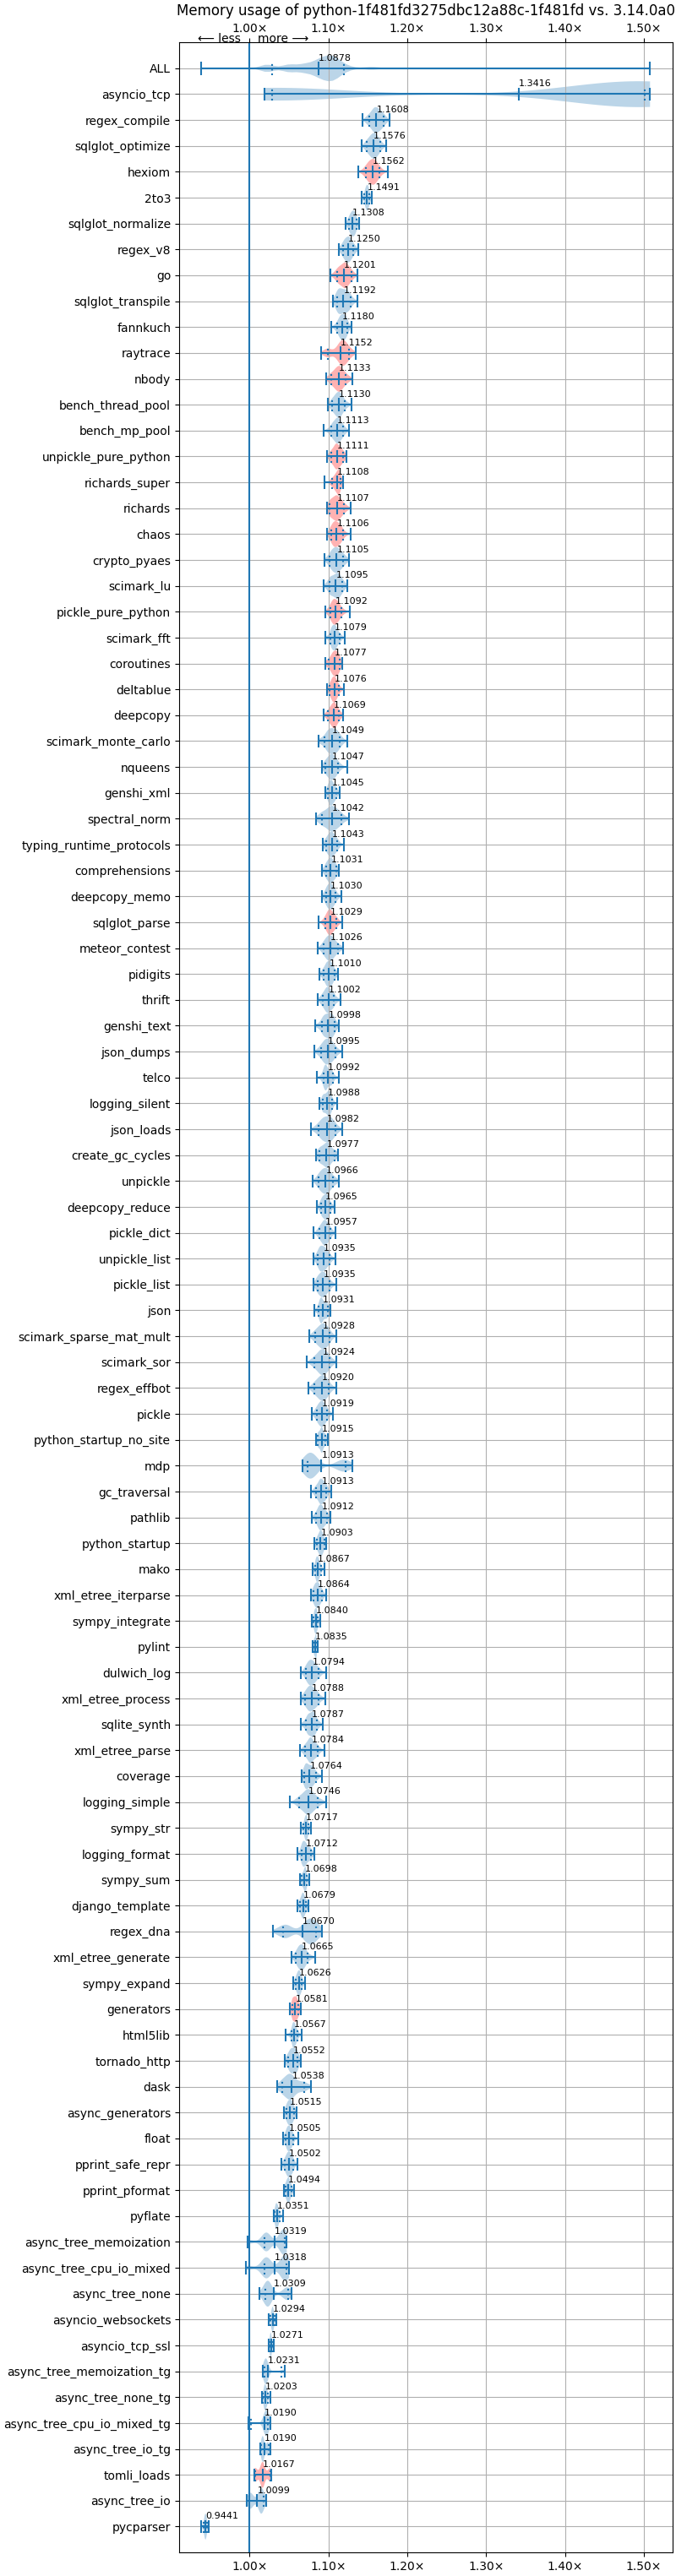 Memory usage of python-1f481fd3275dbc12a88c-1f481fd vs. 3.14.0a0
1.00× 1.10× 1.20× 1.30× 1.40× 1.50×
⟵ less more ⟶
ALL 1.0878
asyncio_tcp 1.3416
regex_compile 1.1608
sqlglot_optimize 1.1576
hexiom 1.1562
2to3 1.1491
sqlglot_normalize 1.1308
regex_v8 1.1250
go 1.1201
sqlglot_transpile 1.1192
fannkuch 1.1180
raytrace 1.1152
nbody 1.1133
bench_thread_pool 1.1130
bench_mp_pool 1.1113
unpickle_pure_python 1.1111
richards_super 1.1108
richards 1.1107
chaos 1.1106
crypto_pyaes 1.1105
scimark_lu 1.1095
pickle_pure_python 1.1092
scimark_fft 1.1079
coroutines 1.1077
deltablue 1.1076
deepcopy 1.1069
scimark_monte_carlo 1.1049
nqueens 1.1047
genshi_xml 1.1045
spectral_norm 1.1042
typing_runtime_protocols 1.1043
comprehensions 1.1031
deepcopy_memo 1.1030
sqlglot_parse 1.1029
meteor_contest 1.1026
pidigits 1.1010
thrift 1.1002
genshi_text 1.0998
json_dumps 1.0995
telco 1.0992
logging_silent 1.0988
json_loads 1.0982
create_gc_cycles 1.0977
unpickle 1.0966
deepcopy_reduce 1.0965
pickle_dict 1.0957
unpickle_list 1.0935
pickle_list 1.0935
json 1.0931
scimark_sparse_mat_mult 1.0928
scimark_sor 1.0924
regex_effbot 1.0920
pickle 1.0919
python_startup_no_site 1.0915
mdp 1.0913
gc_traversal 1.0913
pathlib 1.0912
python_startup 1.0903
mako 1.0867
xml_etree_iterparse 1.0864
sympy_integrate 1.0840
pylint 1.0835
dulwich_log 1.0794
xml_etree_process 1.0788
sqlite_synth 1.0787
xml_etree_parse 1.0784
coverage 1.0764
logging_simple 1.0746
sympy_str 1.0717
logging_format 1.0712
sympy_sum 1.0698
django_template 1.0679
regex_dna 1.0670
xml_etree_generate 1.0665
sympy_expand 1.0626
generators 1.0581
html5lib 1.0567
tornado_http 1.0552
dask 1.0538
async_generators 1.0515
float 1.0505
pprint_safe_repr 1.0502
pprint_pformat 1.0494
pyflate 1.0351
async_tree_memoization 1.0319
async_tree_cpu_io_mixed 1.0318
async_tree_none 1.0309
asyncio_websockets 1.0294
asyncio_tcp_ssl 1.0271
async_tree_memoization_tg 1.0231
async_tree_none_tg 1.0203
async_tree_cpu_io_mixed_tg 1.0190
async_tree_io_tg 1.0190
tomli_loads 1.0167
async_tree_io 1.0099
pycparser 0.9441
1.00× 1.10× 1.20× 1.30× 1.40× 1.50×